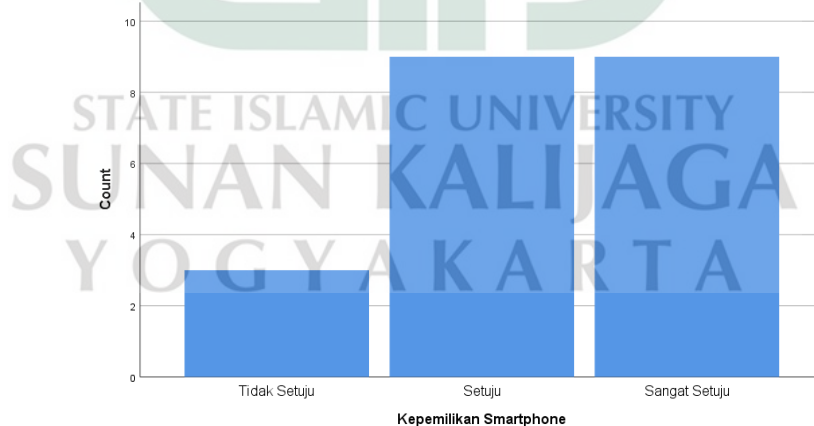 10
8
6
4
2
0
Count
Tidak Setuju
Setuju
Sangat Setuju
Kepemilikan Smartphone
STATE ISLAMIC UNIVERSITY
SUNAN KALIJAGA
YOGYAKARTA